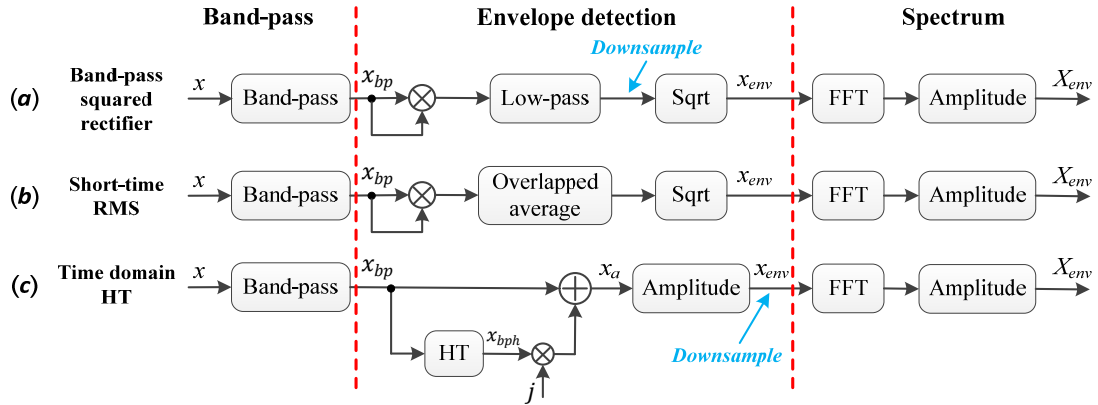 Band-pass
Envelope detection
Spectrum
Downsample
(a)
Band-pass
squared
rectifier
x
Band-pass
x_bp
Low-pass
Sqrt
x_env
FFT
Amplitude
X_env
(b)
Short-time
RMS
x
Band-pass
x_bp
Overlapped
average
Sqrt
x_env
FFT
Amplitude
X_env
(c)
Time domain
HT
x
Band-pass
x_bp
x_a
Amplitude
x_env
FFT
Amplitude
X_env
HT
x_bph
j
Downsample